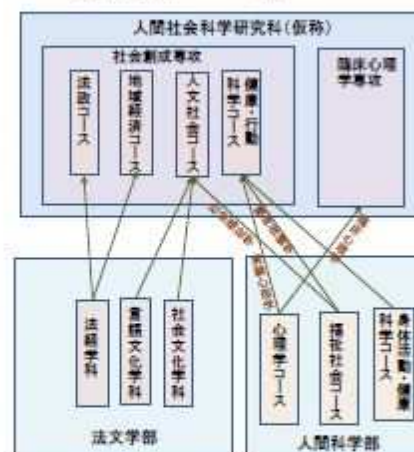 人間社会科学研究科(仮称)
社会創成専攻
臨床心理
学専攻
法政コース
地域経済コース
人文社会コース
健康・行動
科学コース
法経学科
言語文化学科
社会文化学科
心理学コース
福祉社会コース
身体活動・健康
科学コース
法文学部
人間科学部